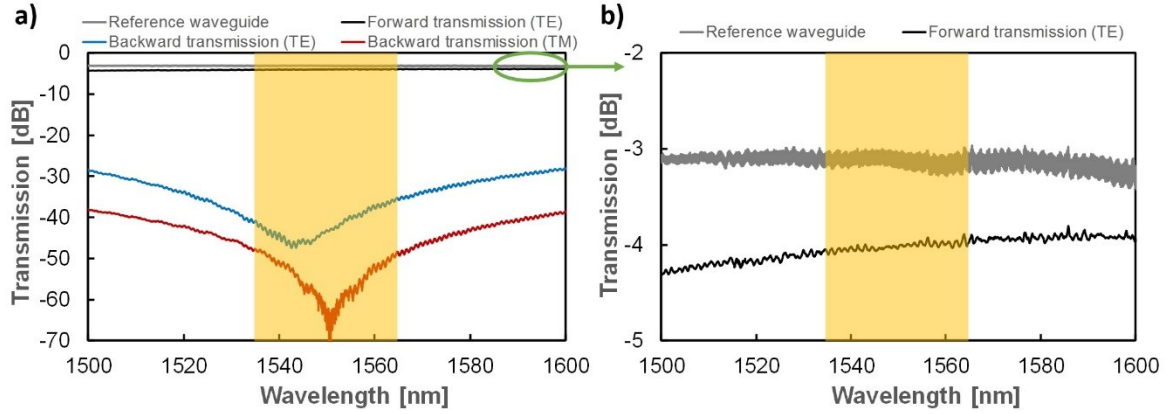 a)
Reference waveguide
Forward transmission (TE)
Backward transmission (TE)
Backward transmission (TM)
0
-10
-20
-30
-40
-50
-60
-70
Transmission [dB]
1500 1520 1540 1560 1580 1600
Wavelength [nm]
b)
Reference waveguide
Forward transmission (TE)
-2
-3
-4
-5
Transmission [dB]
1500 1520 1540 1560 1580 1600
Wavelength [nm]